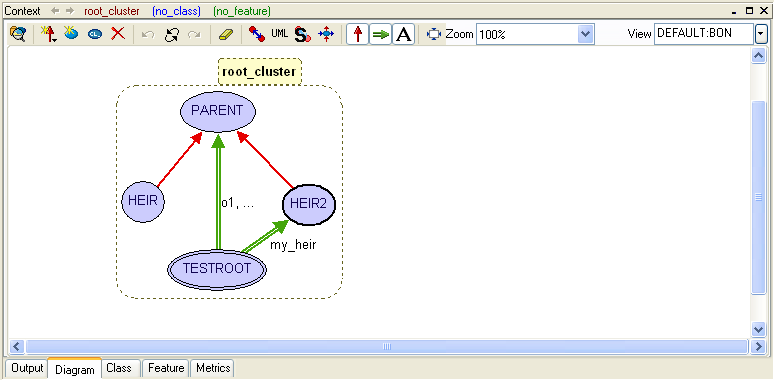 Context root_cluster (no_class) (no_feature)
CL UML S A Zoom 100% View DEFAULT:BON
root_cluster
PARENT
HEIR o1, ... HEIR2
my_heir
TESTROOT
Output Diagram Class Feature Metrics